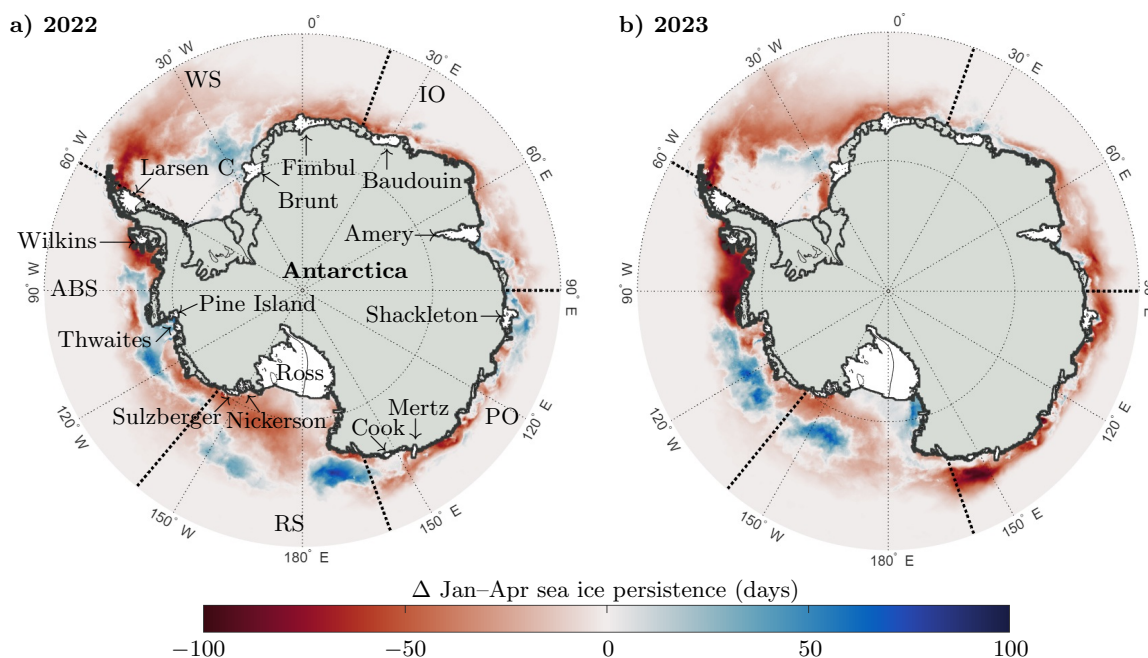 a) 2022
b) 2023
0°
30° W
WS
30° E
IO
60° W
60° E
Larsen C
Fimbul
Baudouin
Brunt
Wilkins
Amery
Antarctica
90° W
ABS
90° E
Pine Island
Shackleton
Thwaites
Ross
120° W
Sulzberger
Nickerson
Mertz
Cook
PO
120° E
150° W
RS
150° E
180° E
0°
30° W
30° E
60° W
60° E
90° W
90° E
120° W
120° E
150° W
150° E
180° E
Δ Jan–Apr sea ice persistence (days)
−100 −50 0 50 100